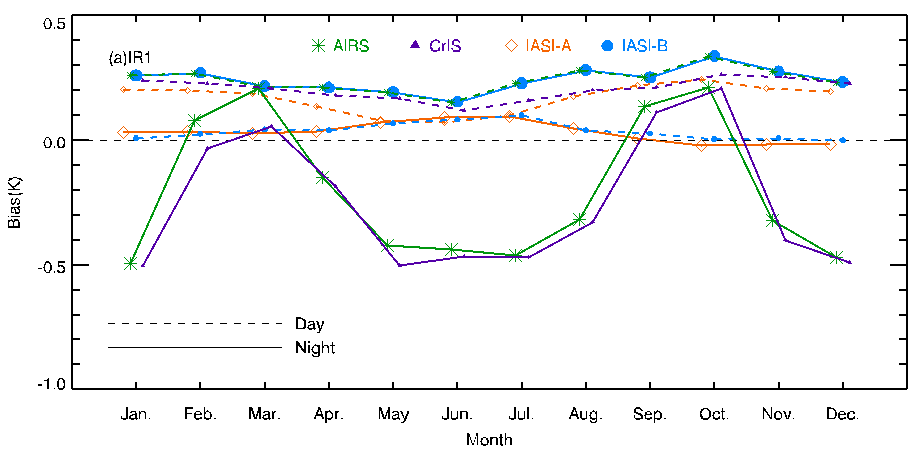 0.5
AIRS CrIS IASI-A IASI-B
(a)IR1
0.0
Bias(K)
-0.5
Day
Night
-1.0
Jan. Feb. Mar. Apr. May Jun. Jul. Aug. Sep. Oct. Nov. Dec.
Month